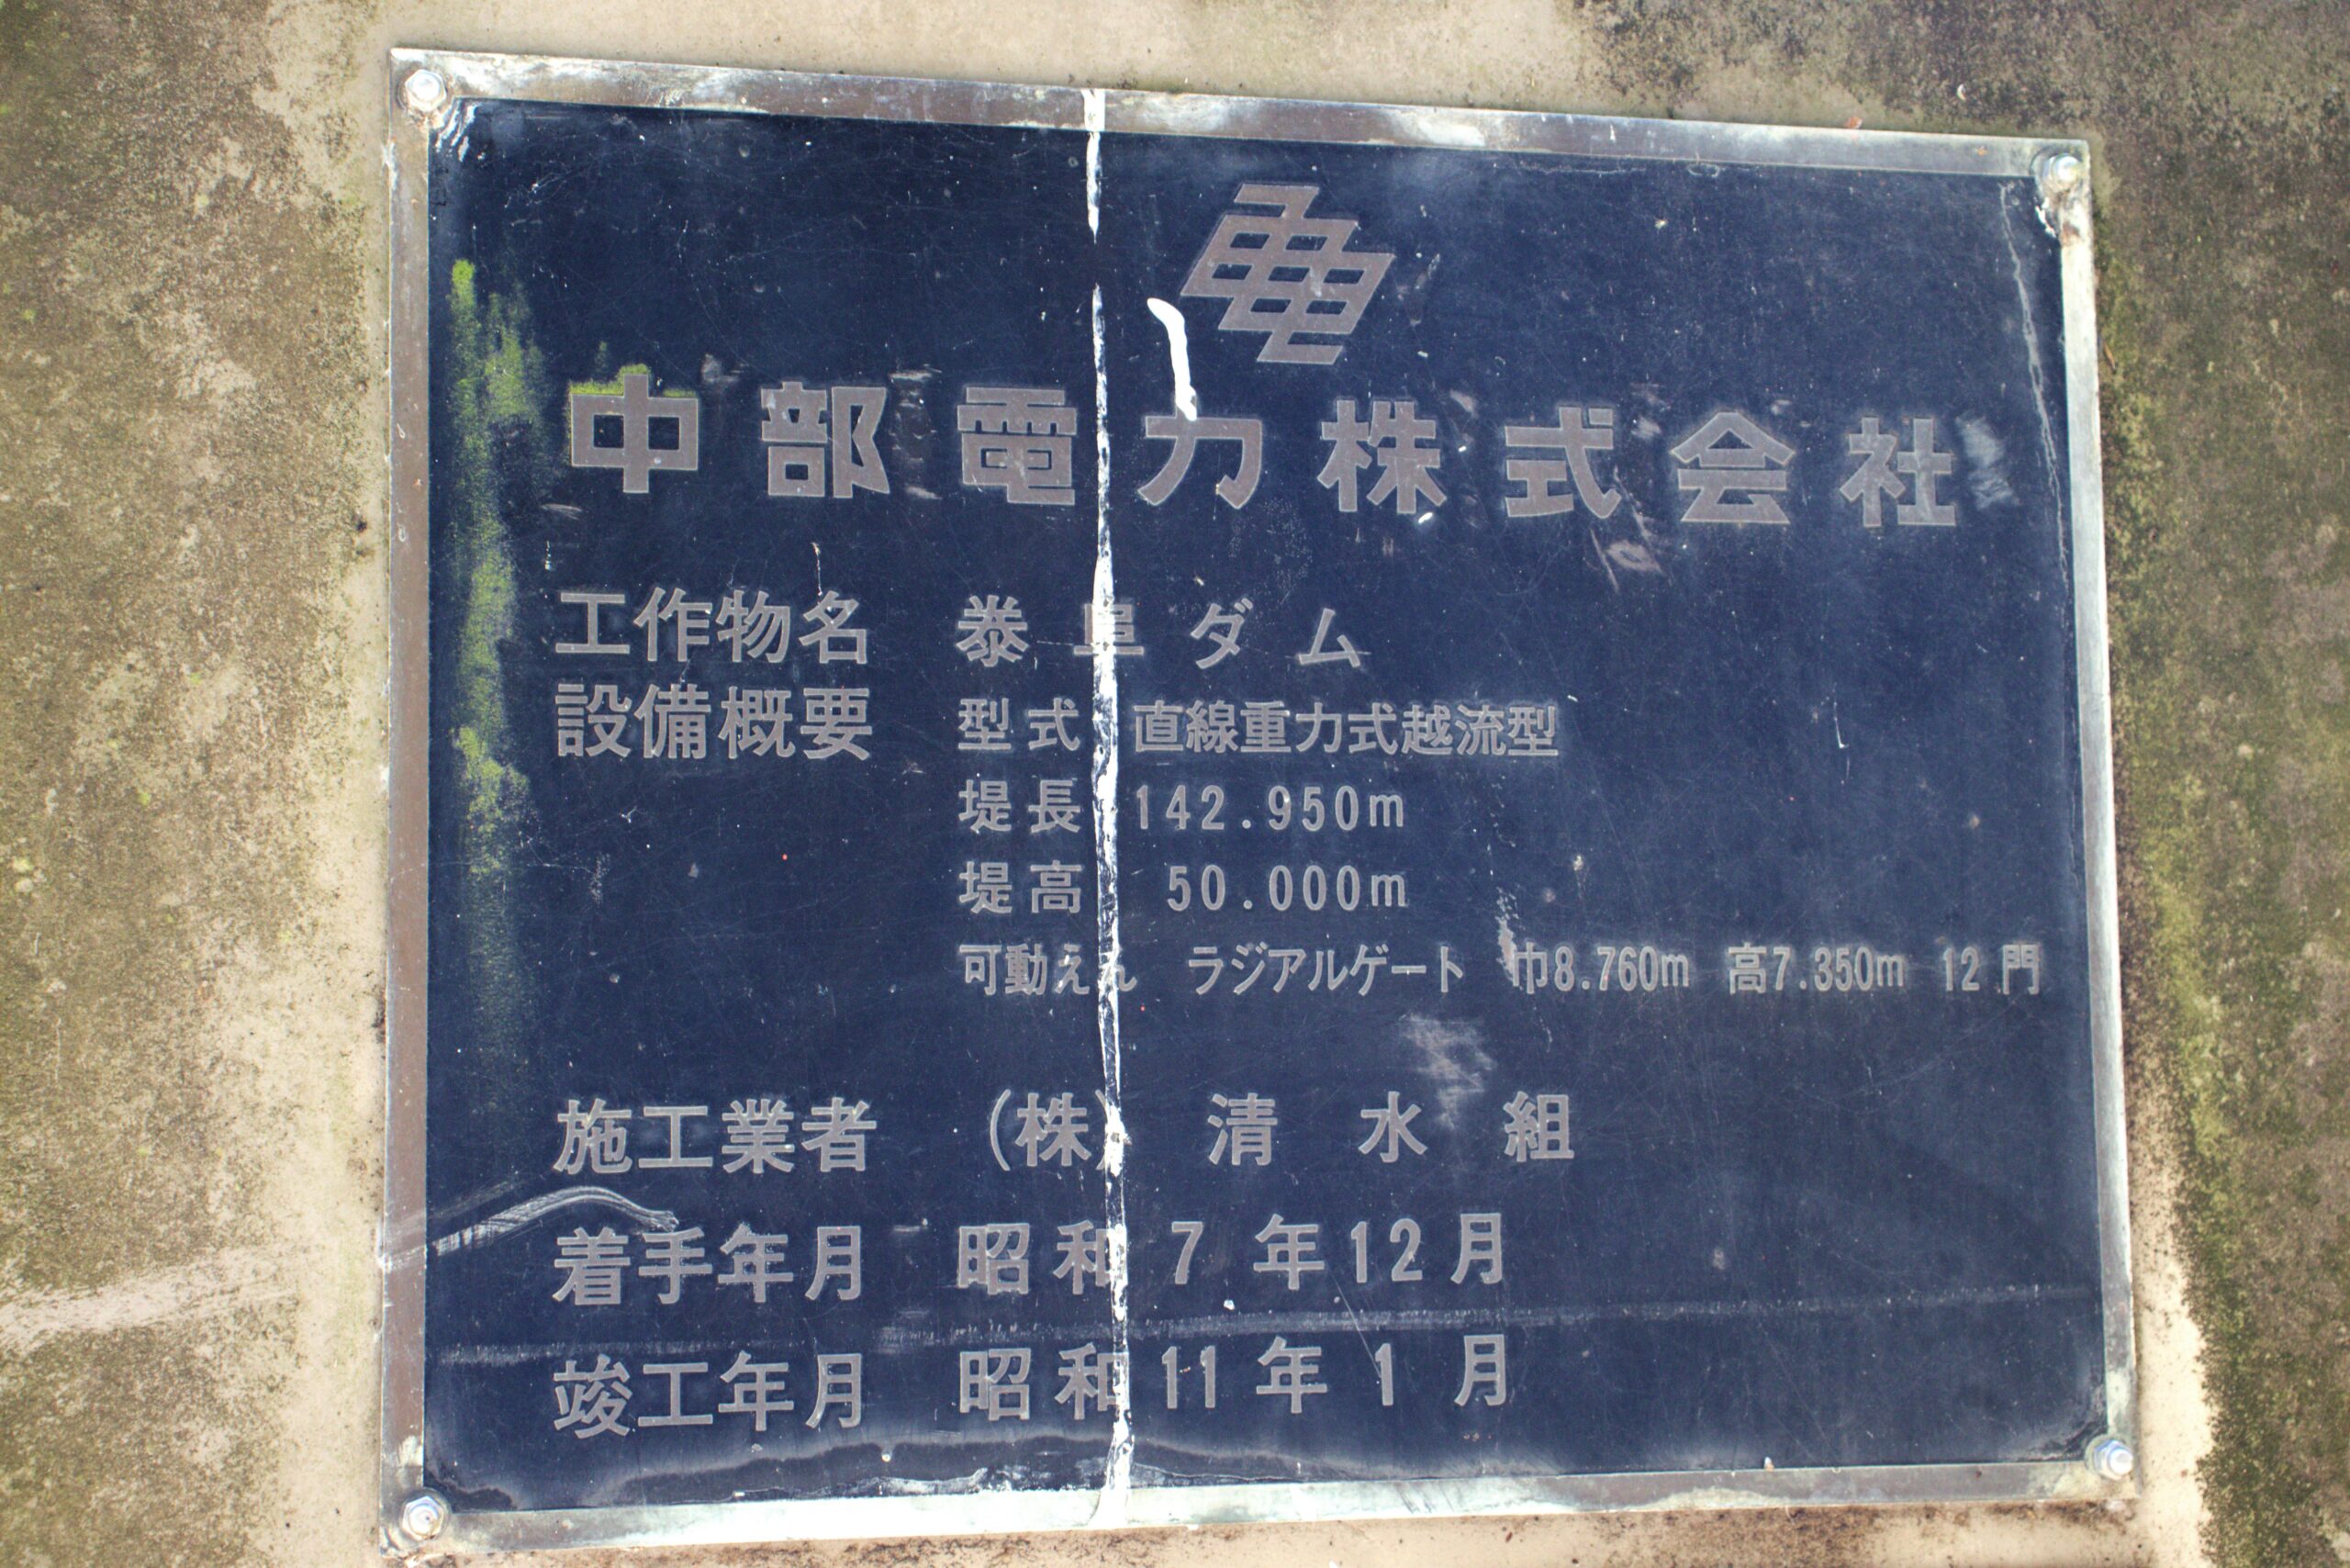 中部電力株式会社
工作物名 泰阜ダム
設備概要 型式 直線重力式越流型
堤長 142.950m
堤高 50.000m
可動えん ラジアルゲート 巾8.760m 高7.350m 12門
施工業者 (株) 清水組
着手年月 昭和7年12月
竣工年月 昭和11年1月